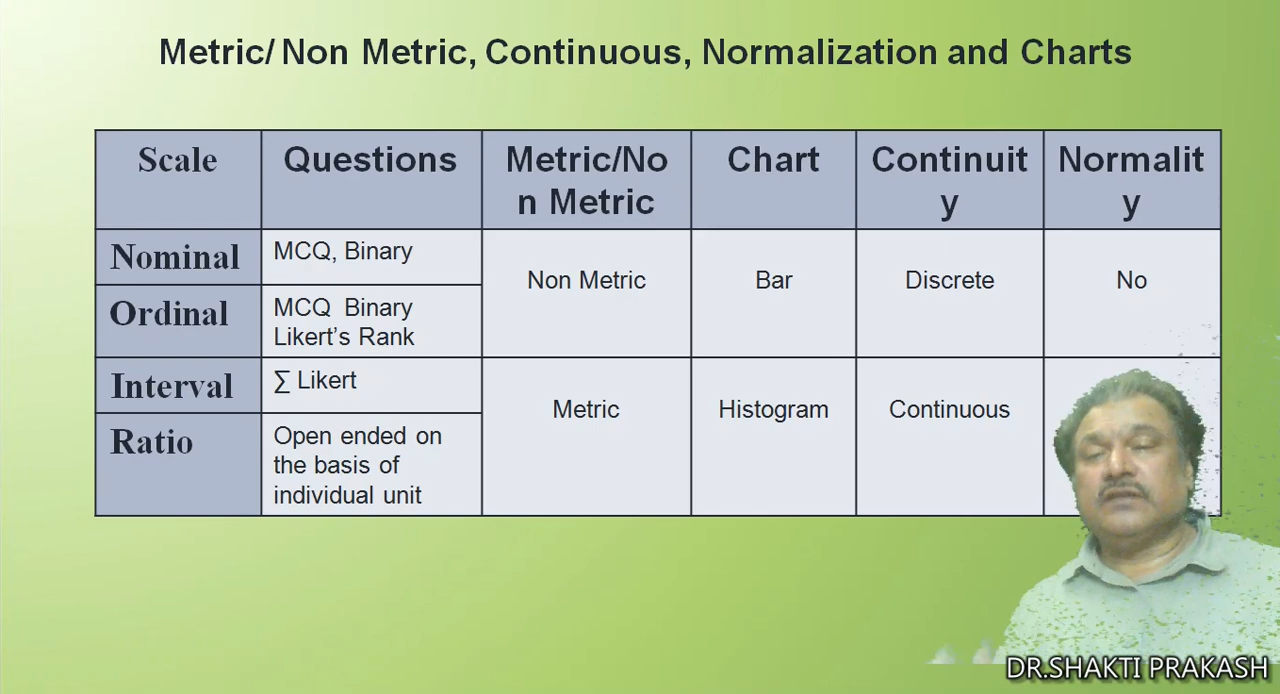 Metric/ Non Metric, Continuous, Normalization and Charts
Scale
Questions
Metric/No
n Metric
Chart
Continuit
y
Normalit
y
Nominal
MCQ, Binary
Non Metric
Bar
Discrete
No
Ordinal
MCQ Binary
Likert’s Rank
Interval
∑ Likert
Metric
Histogram
Continuous
Ratio
Open ended on
the basis of
individual unit
DR.SHAKTI PRAKASH